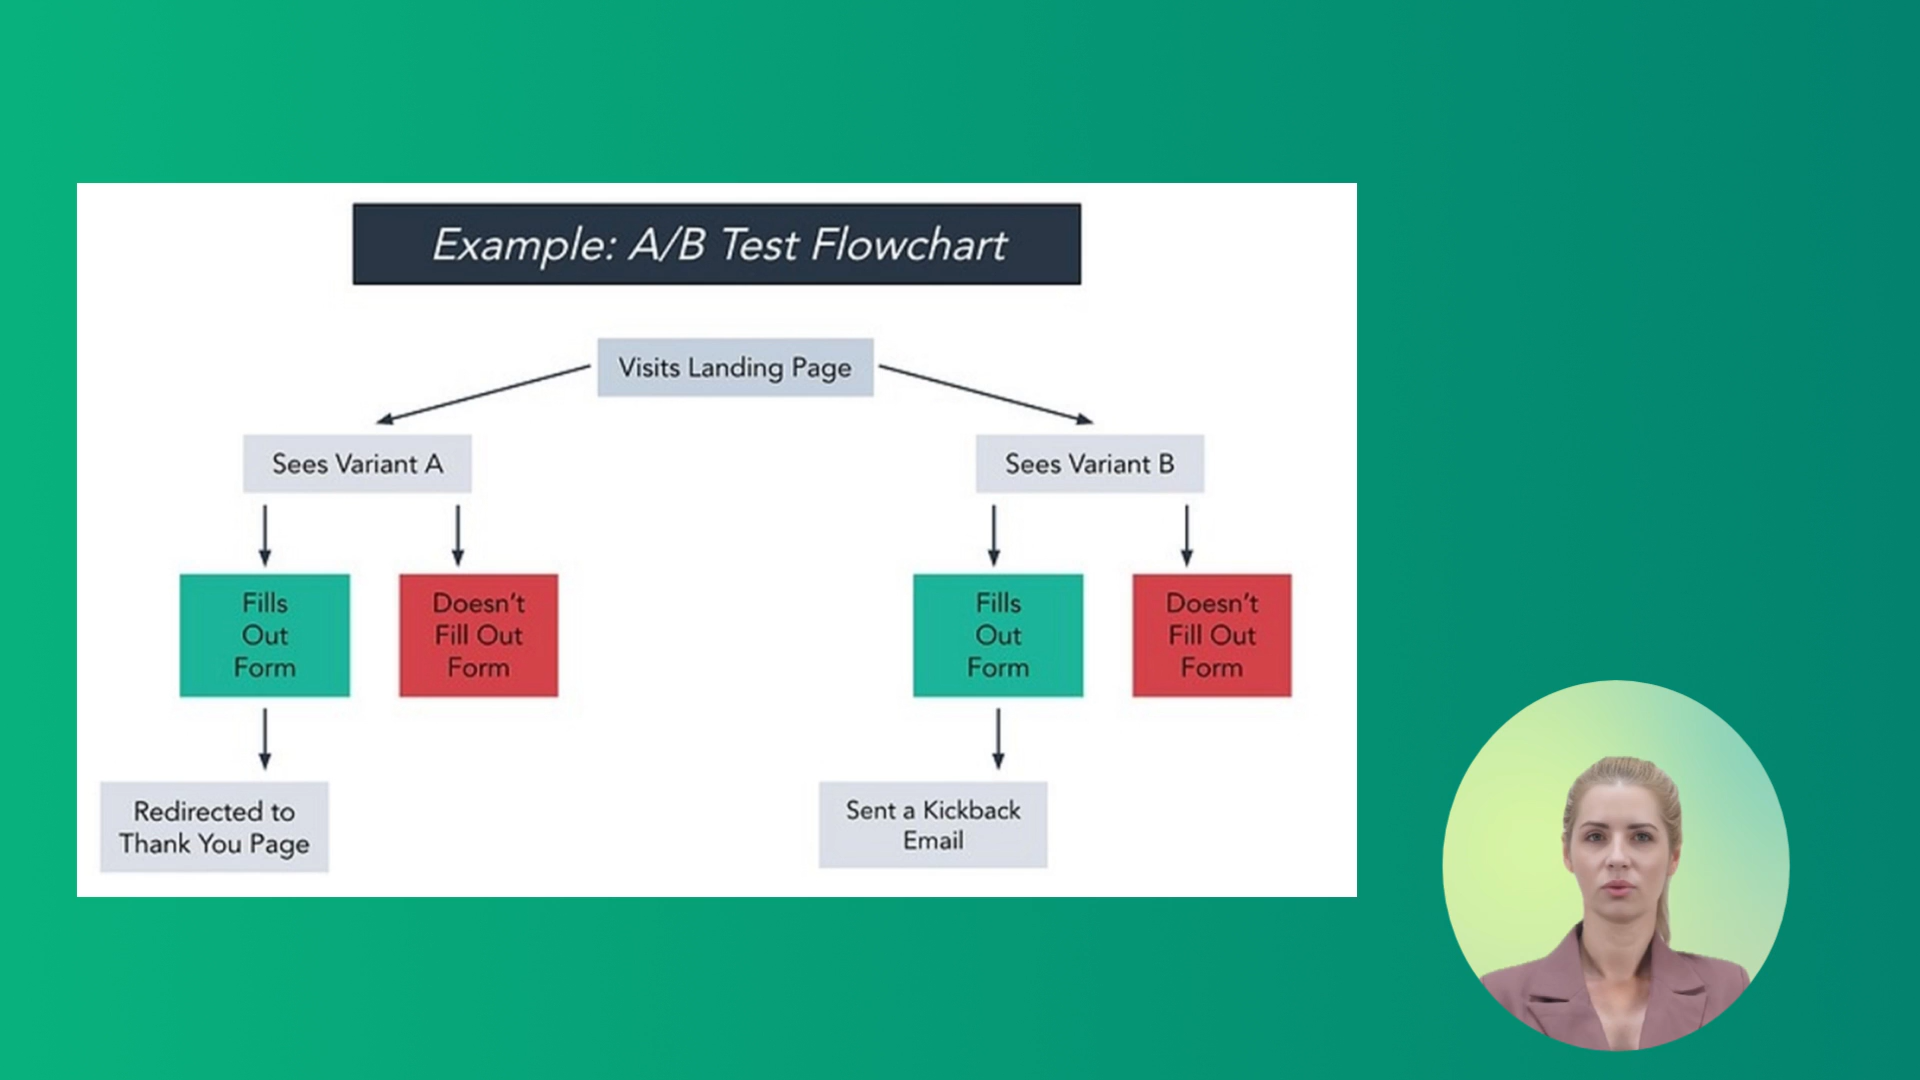 Example: A/B Test Flowchart
Visits Landing Page
Sees Variant A
Sees Variant B
Fills
Out
Form
Doesn't
Fill Out
Form
Fills
Out
Form
Doesn't
Fill Out
Form
Redirected to
Thank You Page
Sent a Kickback
Email